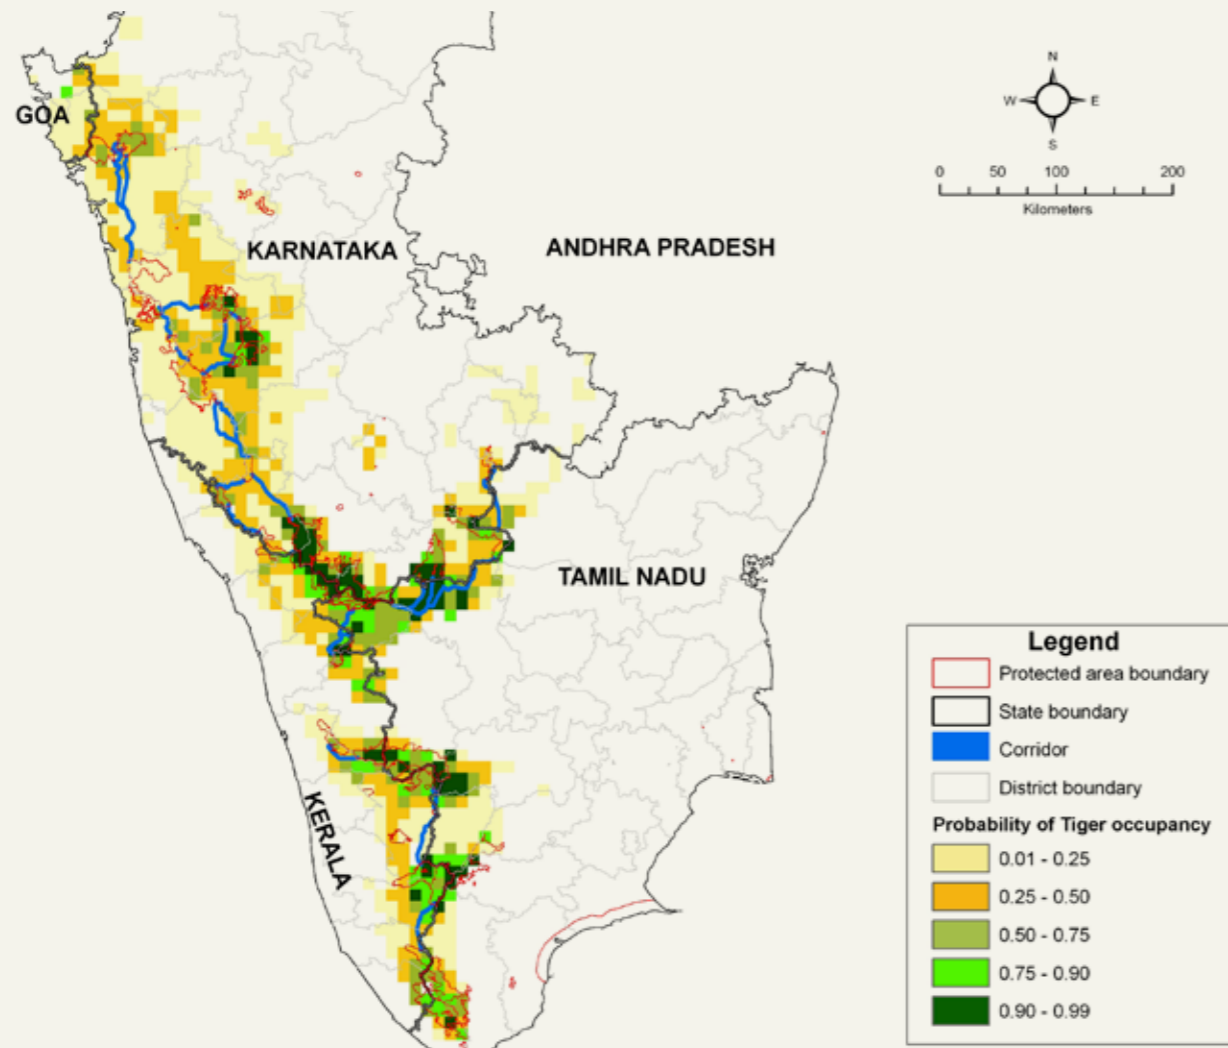 N
W
E
S
0 50 100 200
Kilometers
GOA
KARNATAKA
ANDHRA PRADESH
TAMIL NADU
KERALA
Legend
Protected area boundary
State boundary
Corridor
District boundary
Probability of Tiger occupancy
0.01 - 0.25
0.25 - 0.50
0.50 - 0.75
0.75 - 0.90
0.90 - 0.99